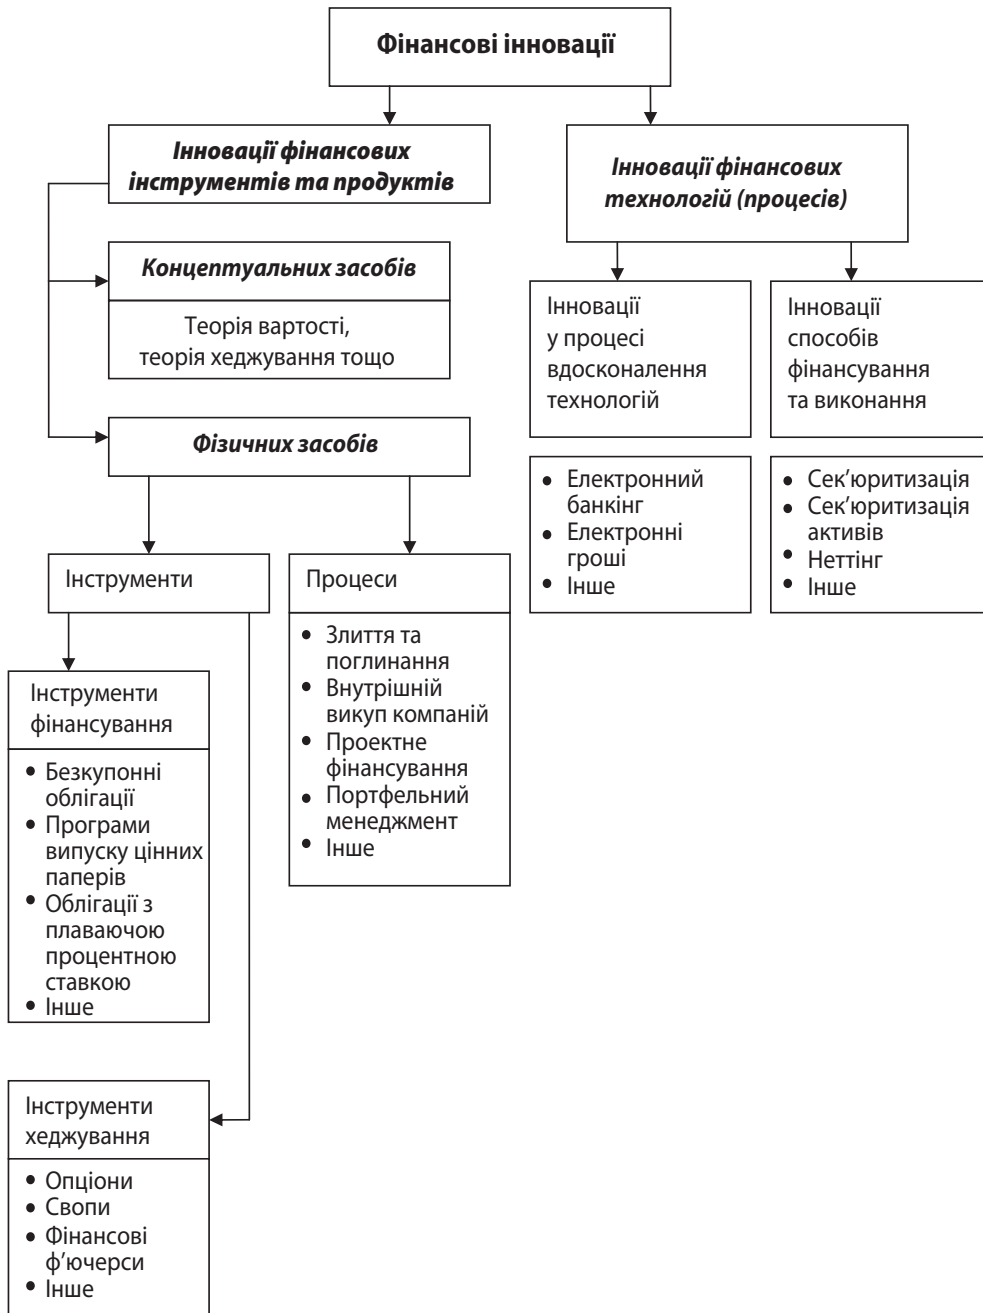 Фінансові інновації
Інновації фінансових
інструментів та продуктів
Концептуальних засобів
Теорія вартості,
теорія хеджування тощо
Фізичних засобів
Інструменти
Інструменти
фінансування
• Безкупонні
облігації
• Програми
випуску цінних
паперів
• Облігації з
плаваючою
процентною
ставкою
• Інше
Інструменти
хеджування
• Опціони
• Свопи
• Фінансові
ф’ючерси
• Інше
Процеси
• Злиття та
поглинання
• Внутрішній
викуп компаній
• Проектне
фінансування
• Портфельний
менеджмент
• Інше
Інновації фінансових
технологій (процесів)
Інновації
у процесі
вдосконалення
технологій
• Електронний
банкінг
• Електронні
гроші
• Інше
Інновації
способів
фінансування
та виконання
• Сек’юритизація
• Сек’юритизація
активів
• Неттінг
• Інше